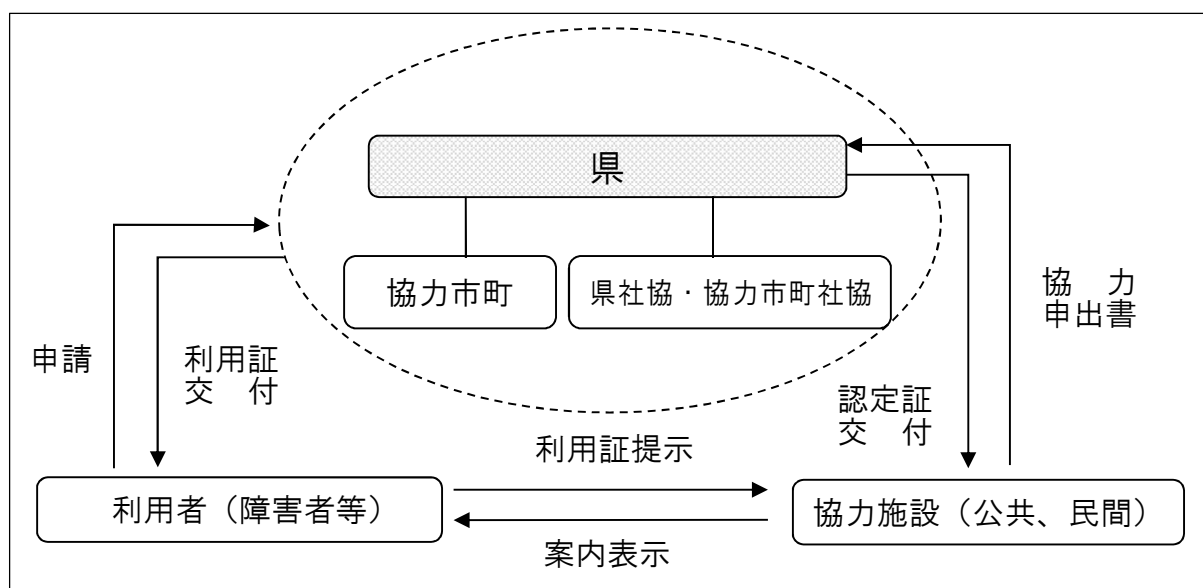 県
協力市町
県社協・協力市町社協
申請
利用証
交　付
協　力
申出書
認定証
交　付
利用証提示
利用者（障害者等）
協力施設（公共、民間）
案内表示